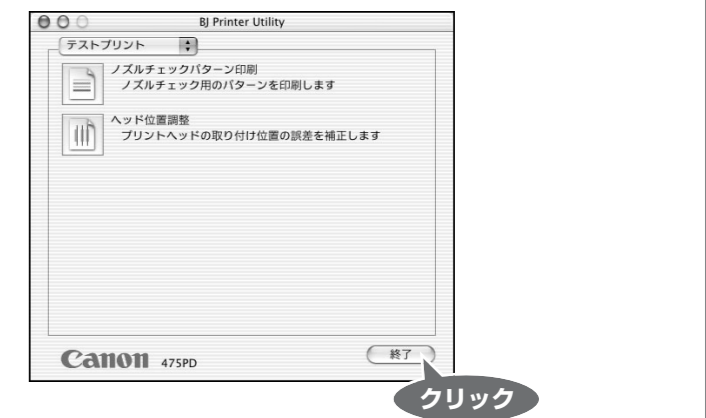 BJ Printer Utility
テストプリント
ノズルチェックパターン印刷
ノズルチェック用のパターンを印刷します
ヘッド位置調整
プリントヘッドの取り付け位置の誤差を補正します
Canon 475PD
終了
クリック